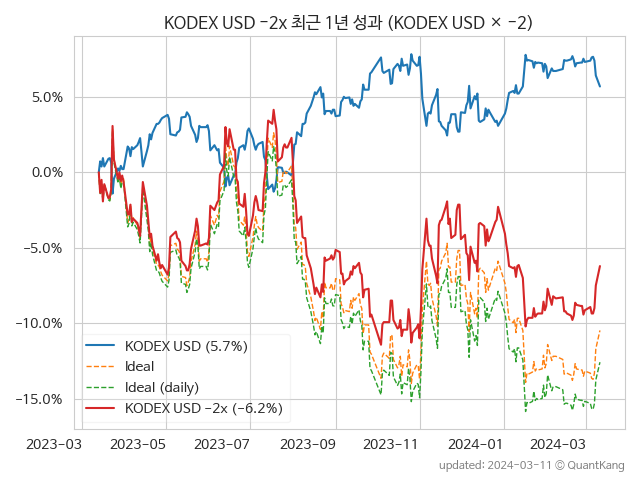 KODEX USD −2x 최근 1년 성과 (KODEX USD × −2)
5.0%
0.0%
−5.0%
−10.0%
−15.0%
KODEX USD (5.7%)
Ideal
Ideal (daily)
KODEX USD −2x (−6.2%)
2023-03 2023-05 2023-07 2023-09 2023-11 2024-01 2024-03
updated: 2024-03-11 © QuantKang